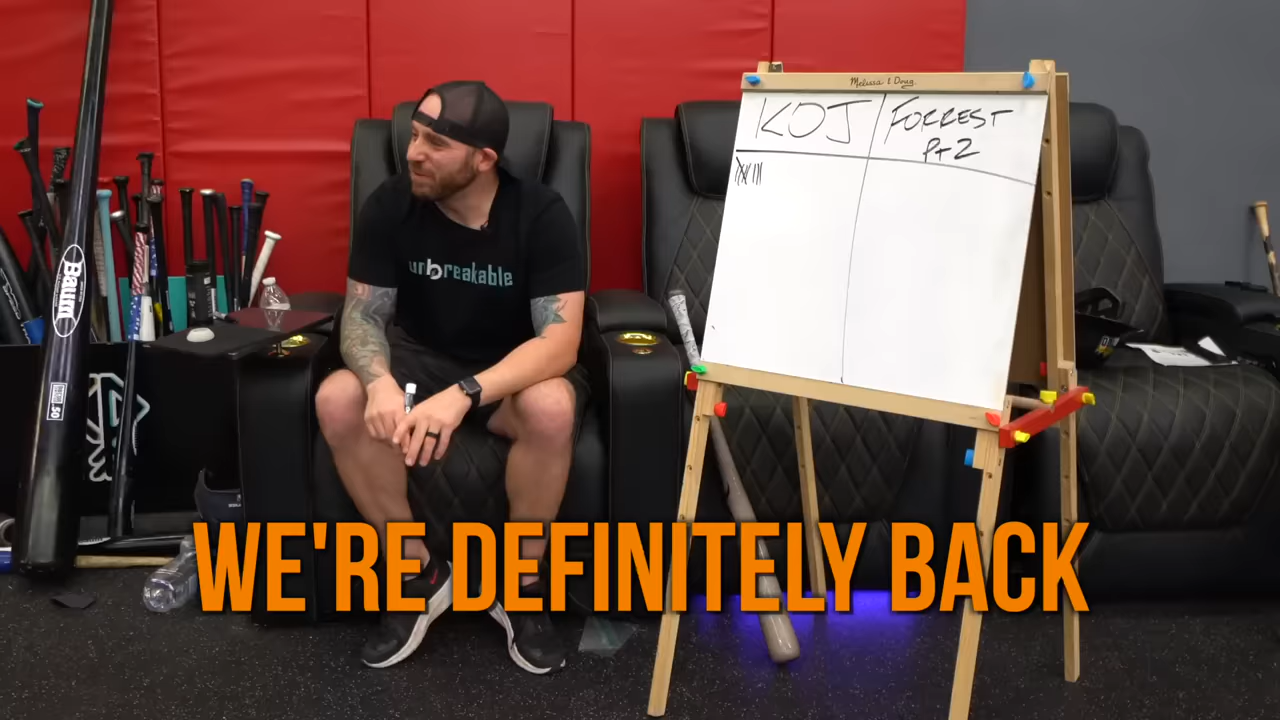 Melissa & Doug
KOJ
FORREST
Pt 2
unbreakable
Baum
WE'RE DEFINITELY BACK